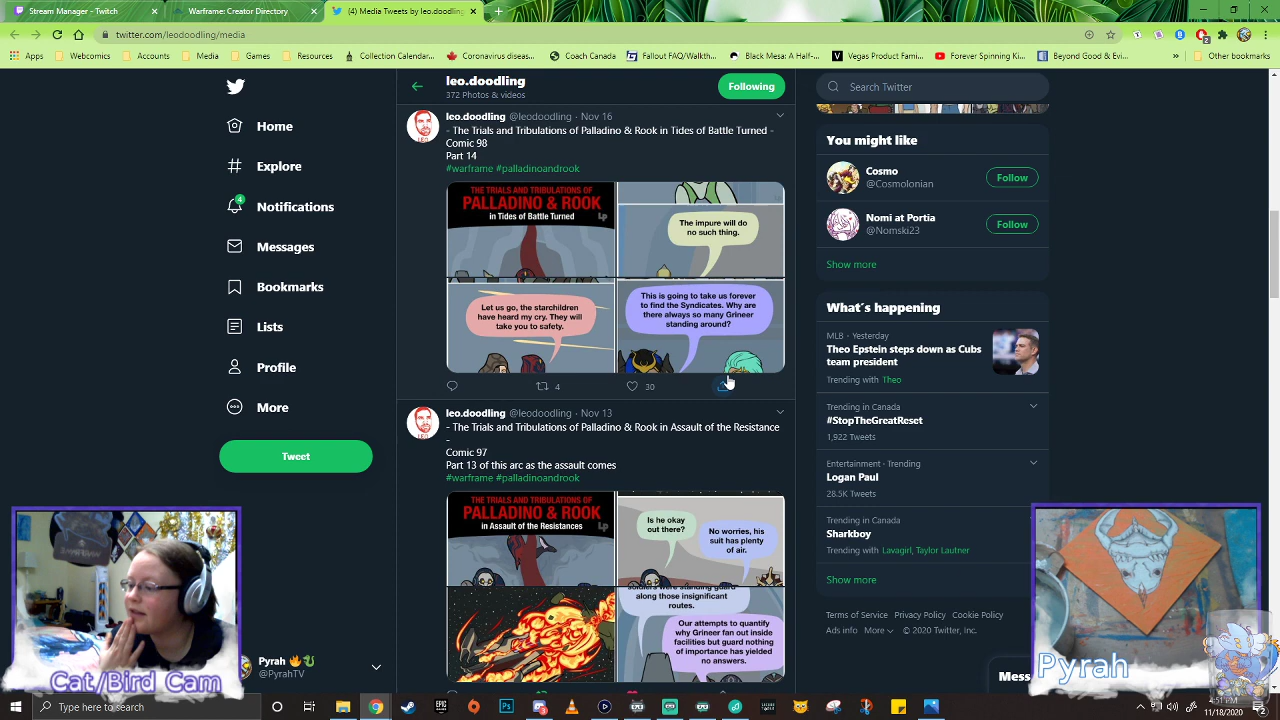 Stream Manager - Twitch
Warframe: Creator Fami
(4) Media Tweets by leo.doodling
twitter.com/leodoodling/media
Apps
Webcomics
Accounts
Media
Games
Resources
Collection Calendar...
Coronavirus diseas...
Coach Canada
Fallout FAQ/Walkth...
Black Mesa: A Half-...
Vegas Product Fami...
Forever Spinning Ki...
Beyond Good & Evi...
Other bookmarks
Home
Explore
4
Notifications
Messages
Bookmarks
Lists
Profile
More
Tweet
leo.doodling
372 Photos & videos
Following
leo.doodling @leodoodling · Nov 16
- The Trials and Tribulations of Palladino & Rook in Tides of Battle Turned -
Comic 98
Part 14
#warframe #palladinoandrook
THE TRIALS AND TRIBULATIONS OF
PALLADINO & ROOK
in Tides of Battle Turned
The impure will do
no such thing.
Let us go, the starchildren
have heard my cry. They will
take you to safety.
This is going to take us forever
to find the Syndicates. Why are
there always so many Grineer
standing around?
4
30
leo.doodling @leodoodling · Nov 13
- The Trials and Tribulations of Palladino & Rook in Assault of the Resistance
-
Comic 97
Part 13 of this arc as the assault comes
#warframe #palladinoandrook
THE TRIALS AND TRIBULATIONS OF
PALLADINO & ROOK
in Assault of the Resistances
Is he okay
out there?
No worries, his
suit has plenty
of air.
soldiers were standing guard
along those insignificant
routes.
Our attempts to quantify
why Grineer fan out inside
facilities but guard nothing
of importance has yielded
no answers.
Search Twitter
You might like
Cosmo
@Cosmolonian
Follow
Nomi at Portia
@Nomski23
Follow
Show more
What's happening
MLB · Yesterday
Theo Epstein steps down as Cubs
team president
Trending with Theo
Trending in Canada
#StopTheGreatReset
1,922 Tweets
Entertainment · Trending
Logan Paul
28.5K Tweets
Trending in Canada
Sharkboy
Trending with Lavagirl, Taylor Lautner
Show more
Terms of Service Privacy Policy Cookie Policy
Ads info More © 2020 Twitter, Inc.
Mess
Pyrah
@PyrahTV
Cat/Bird Cam
Pyrah
Type here to search
4:51 PM
11/18/2020